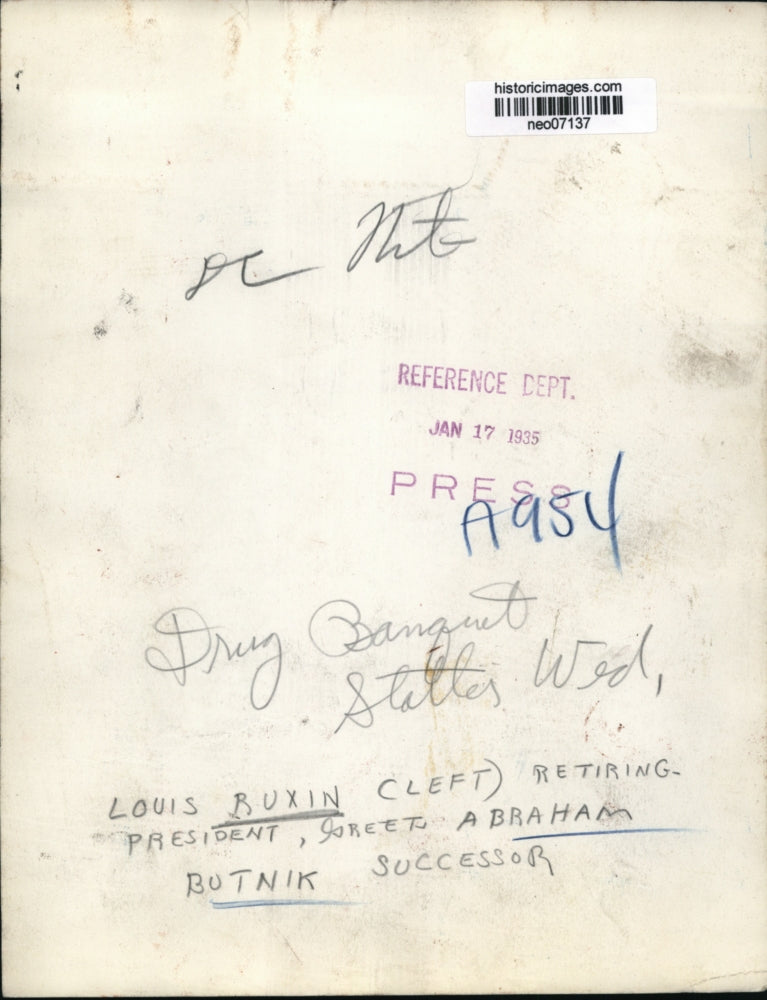 historicimages.com
neo07137
REFERENCE DEPT.
JAN 17 1935
PRESS
A954
Drug Banquet
Statler Wed,
LOUIS RUXIN (LEFT) RETIRING
PRESIDENT, GREETS ABRAHAM
BUTNIK SUCCESSOR